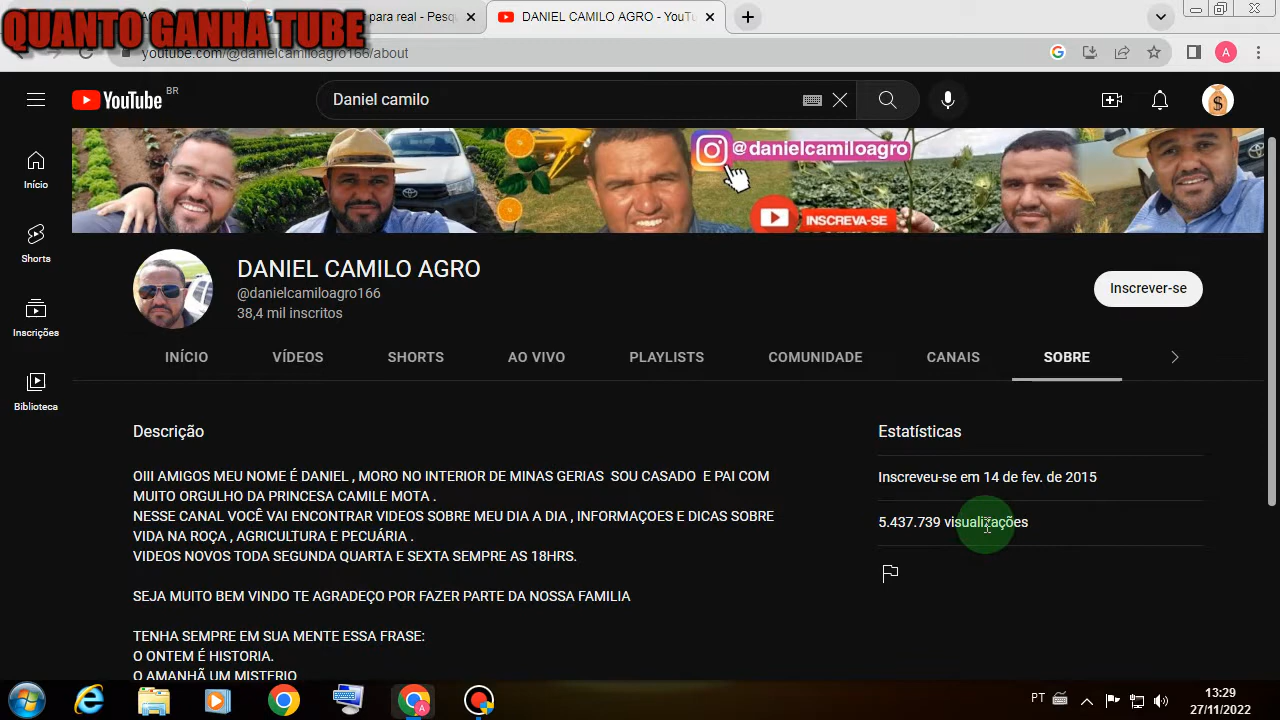 QUANTO GANHA TUBE
para real - Pesqu
DANIEL CAMILO AGRO - YouTu
youtube.com/@danielcamiloagro166/about
A
YouTube BR
Daniel camilo
@danielcamiloagro
INSCREVA-SE
Início
Shorts
Inscrições
Biblioteca
DANIEL CAMILO AGRO
@danielcamiloagro166
38,4 mil inscritos
Inscrever-se
INÍCIO VÍDEOS SHORTS AO VIVO PLAYLISTS COMUNIDADE CANAIS SOBRE
Descrição
OIII AMIGOS MEU NOME É DANIEL , MORO NO INTERIOR DE MINAS GERIAS SOU CASADO E PAI COM
MUITO ORGULHO DA PRINCESA CAMILE MOTA .
NESSE CANAL VOCÊ VAI ENCONTRAR VIDEOS SOBRE MEU DIA A DIA , INFORMAÇOES E DICAS SOBRE
VIDA NA ROÇA , AGRICULTURA E PECUÁRIA .
VIDEOS NOVOS TODA SEGUNDA QUARTA E SEXTA SEMPRE AS 18HRS.
SEJA MUITO BEM VINDO TE AGRADEÇO POR FAZER PARTE DA NOSSA FAMILIA
TENHA SEMPRE EM SUA MENTE ESSA FRASE:
O ONTEM É HISTORIA.
O AMANHÃ UM MISTERIO
Estatísticas
Inscreveu-se em 14 de fev. de 2015
5.437.739 visualizações
PT
13:29
27/11/2022